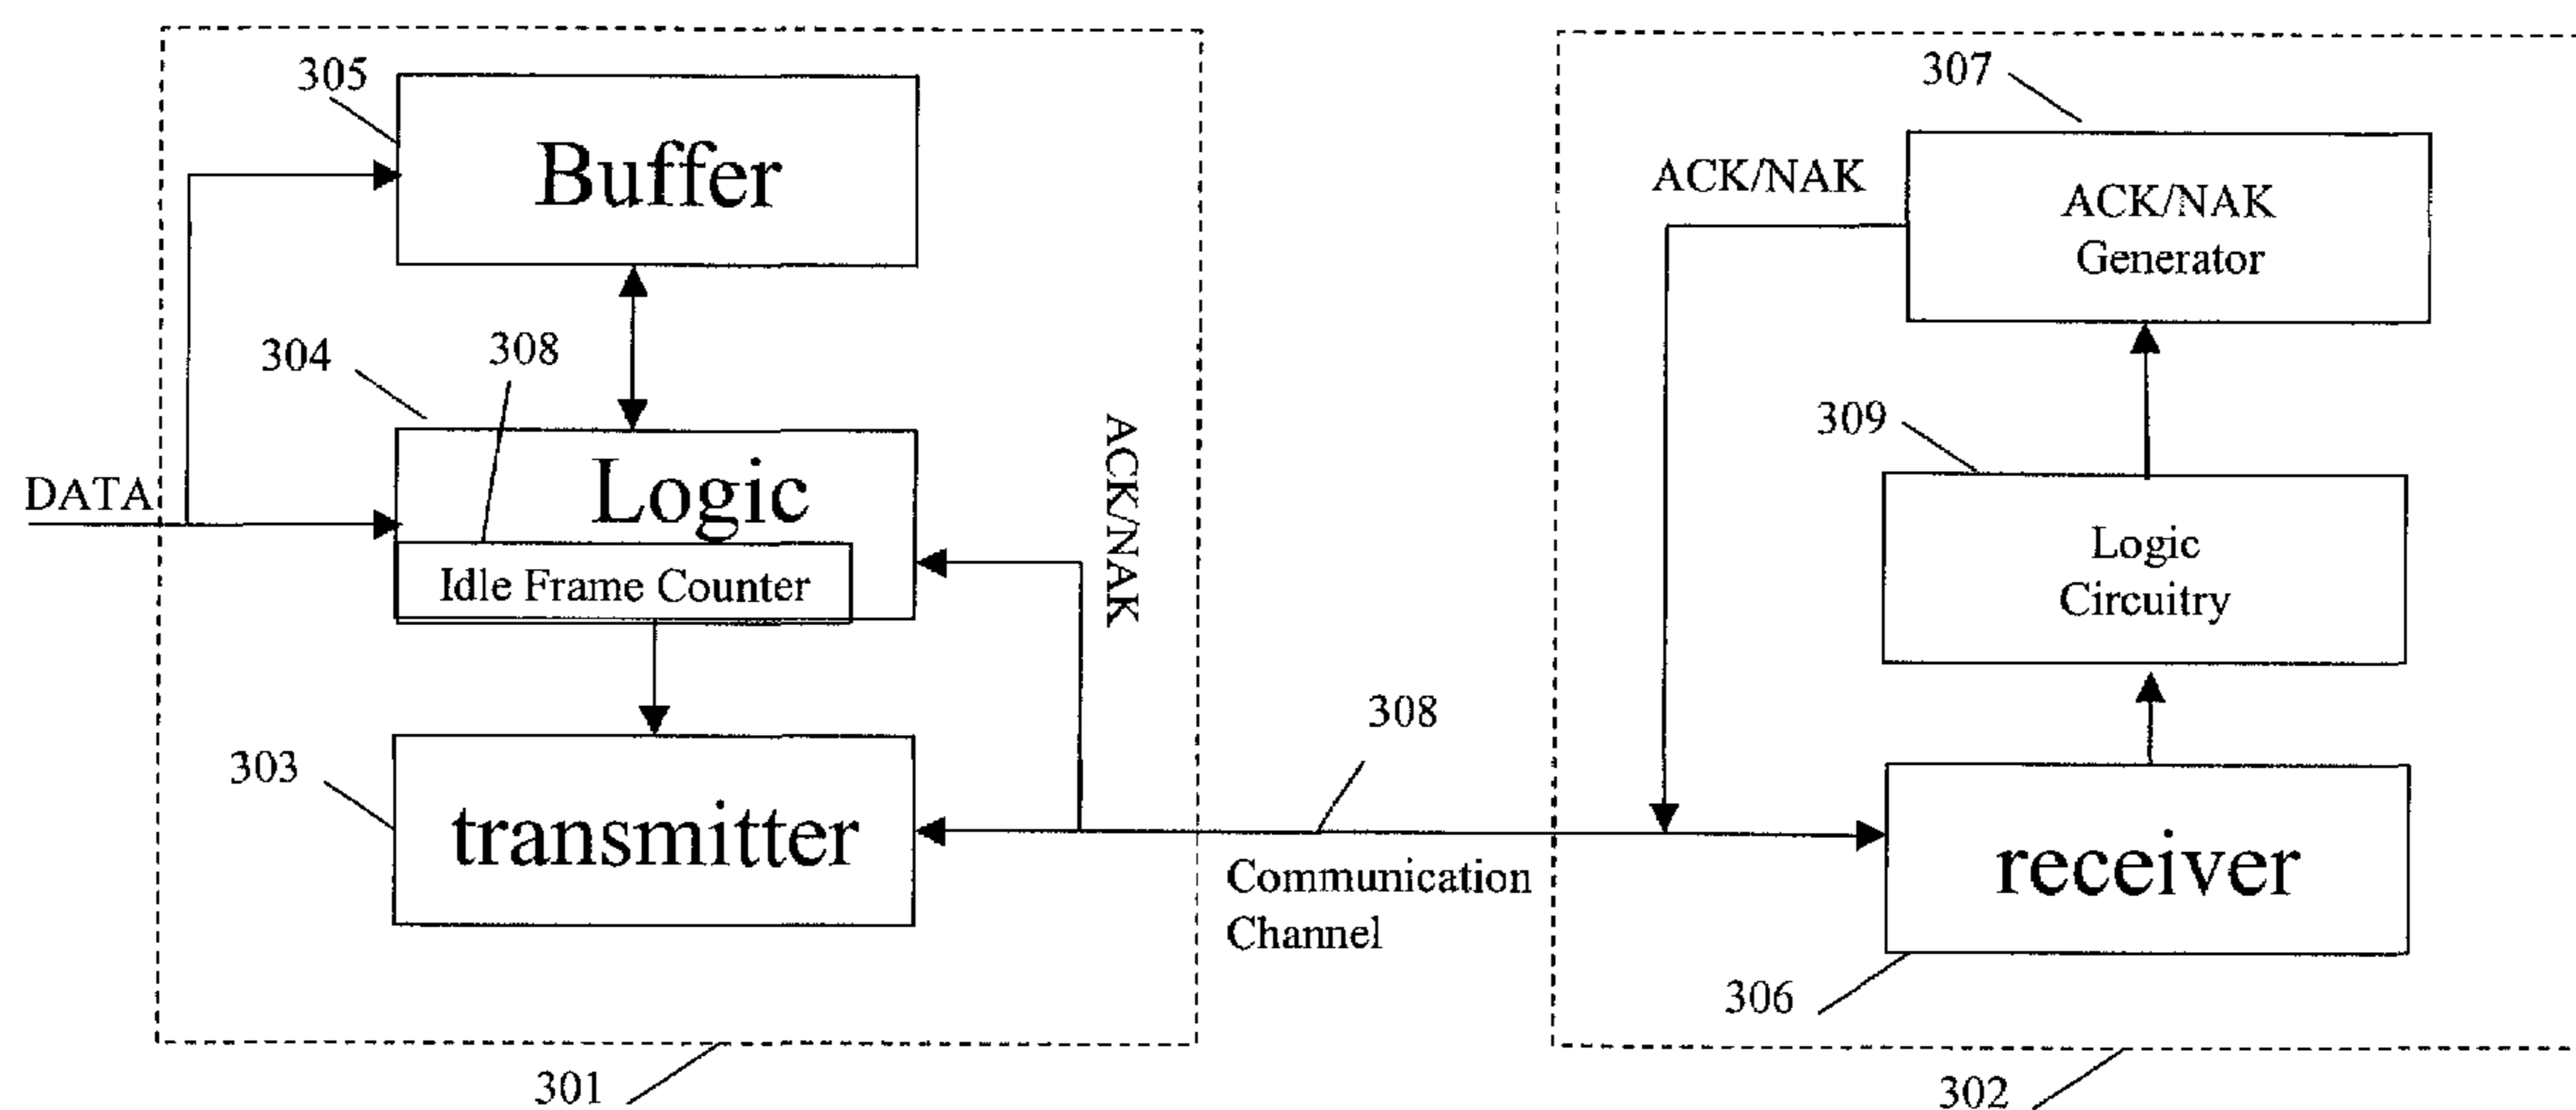 305
Buffer
304
308
DATA
Logic
Idle Frame Counter
ACK/NAK
303
transmitter
301
308
Communication
Channel
307
ACK/NAK
ACK/NAK
Generator
309
Logic
Circuitry
receiver
306
302